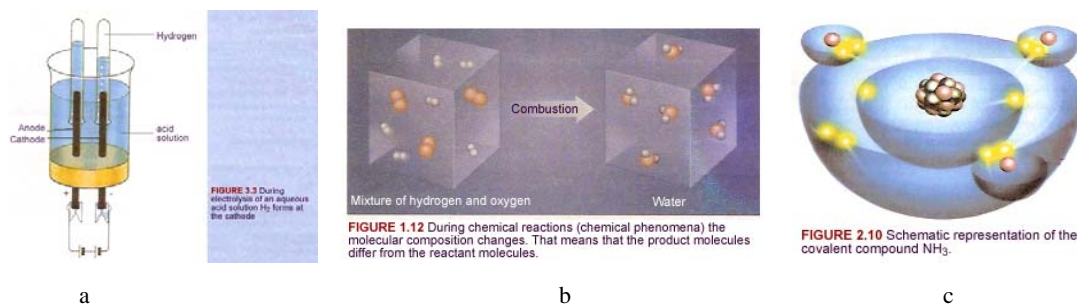 Hydrogen
Anode
Cathode
acid
solution
+
-
FIGURE 3.3 During
electrolysis of an aqueous
acid solution H₂ forms at
the cathode
Combustion
Mixture of hydrogen and oxygen
Water
FIGURE 1.12 During chemical reactions (chemical phenomena) the
molecular composition changes. That means that the product molecules
differ from the reactant molecules.
FIGURE 2.10 Schematic representation of the
covalent compound NH₃.
a
b
c